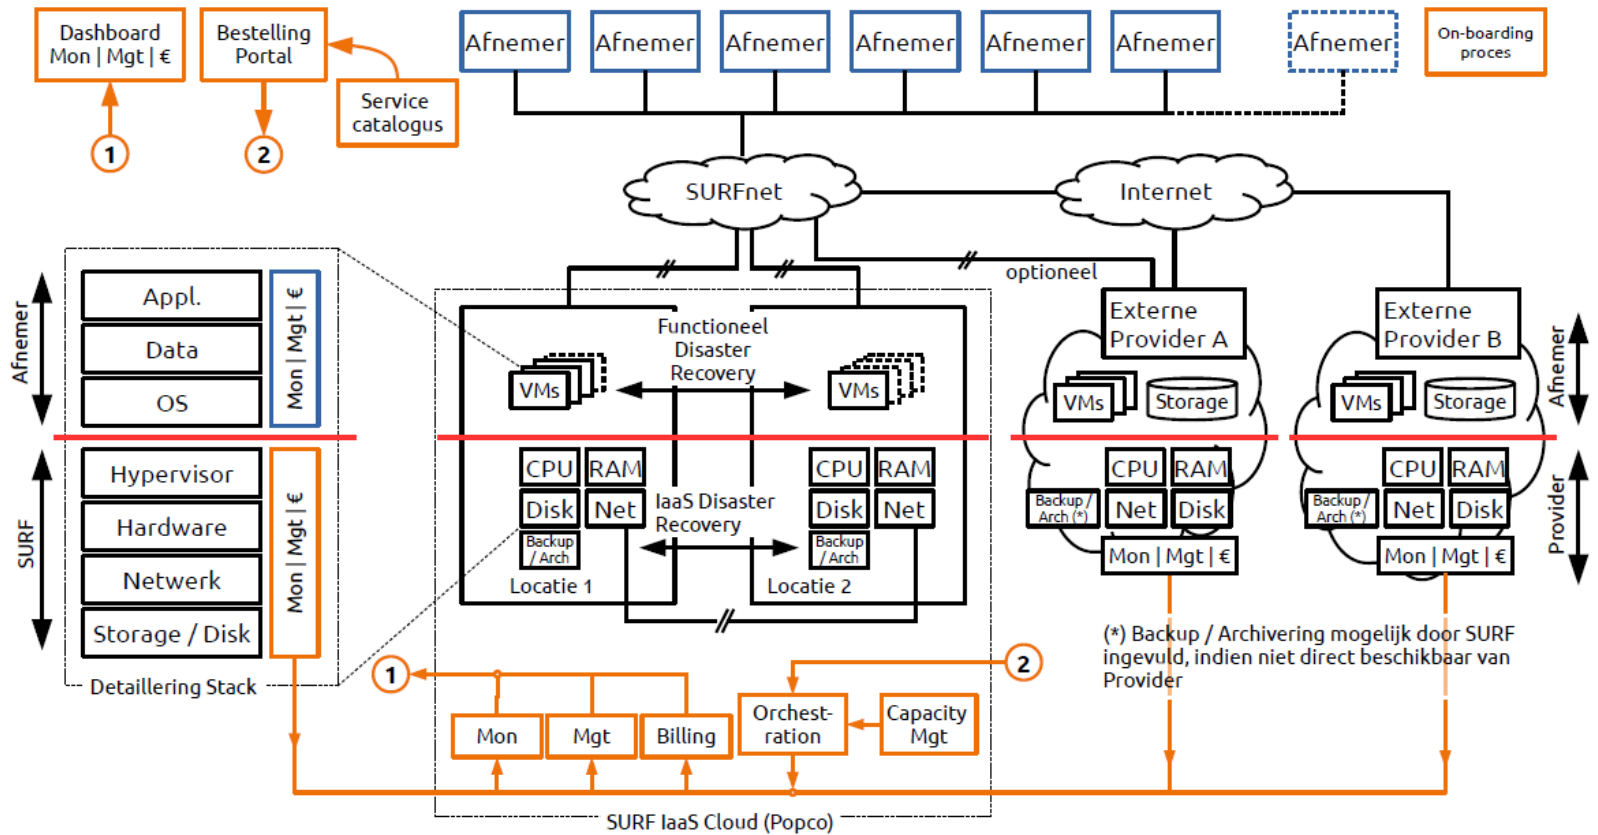 Dashboard
Mon | Mgt | €
Bestelling
Portal
Service
catalogus
1
2
Afnemer
Afnemer
Afnemer
Afnemer
Afnemer
Afnemer
Afnemer
On-boarding
proces
SURFnet
Internet
optioneel
Afnemer
Appl.
Data
OS
Mon | Mgt | €
SURF
Hypervisor
Hardware
Netwerk
Storage / Disk
Mon | Mgt | €
Detaillering Stack
Functioneel
Disaster
Recovery
VMs
VMs
CPU
RAM
Disk
Net
Backup
/ Arch
Locatie 1
IaaS Disaster
Recovery
CPU
RAM
Disk
Net
Backup
/ Arch
Locatie 2
Externe
Provider A
VMs
Storage
CPU
RAM
Backup /
Arch (*)
Net
Disk
Mon | Mgt | €
Externe
Provider B
VMs
Storage
CPU
RAM
Backup /
Arch (*)
Net
Disk
Mon | Mgt | €
Afnemer
Provider
(*) Backup / Archivering mogelijk door SURF
ingevuld, indien niet direct beschikbaar van
Provider
1
2
Mon
Mgt
Billing
Orchest-
ration
Capacity
Mgt
SURF IaaS Cloud (Popco)